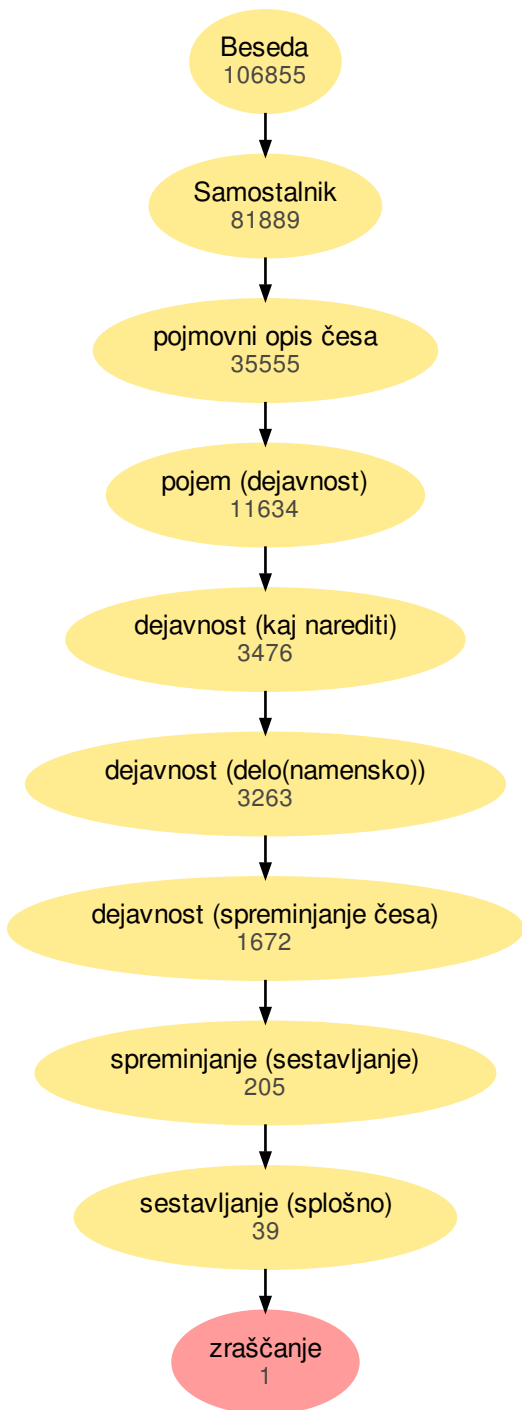 Beseda
106855
Samostalnik
81889
pojmovni opis česa
35555
pojem (dejavnost)
11634
dejavnost (kaj narediti)
3476
dejavnost (delo(namensko))
3263
dejavnost (spreminjanje česa)
1672
spreminjanje (sestavljanje)
205
sestavljanje (splošno)
39
zraščanje
1